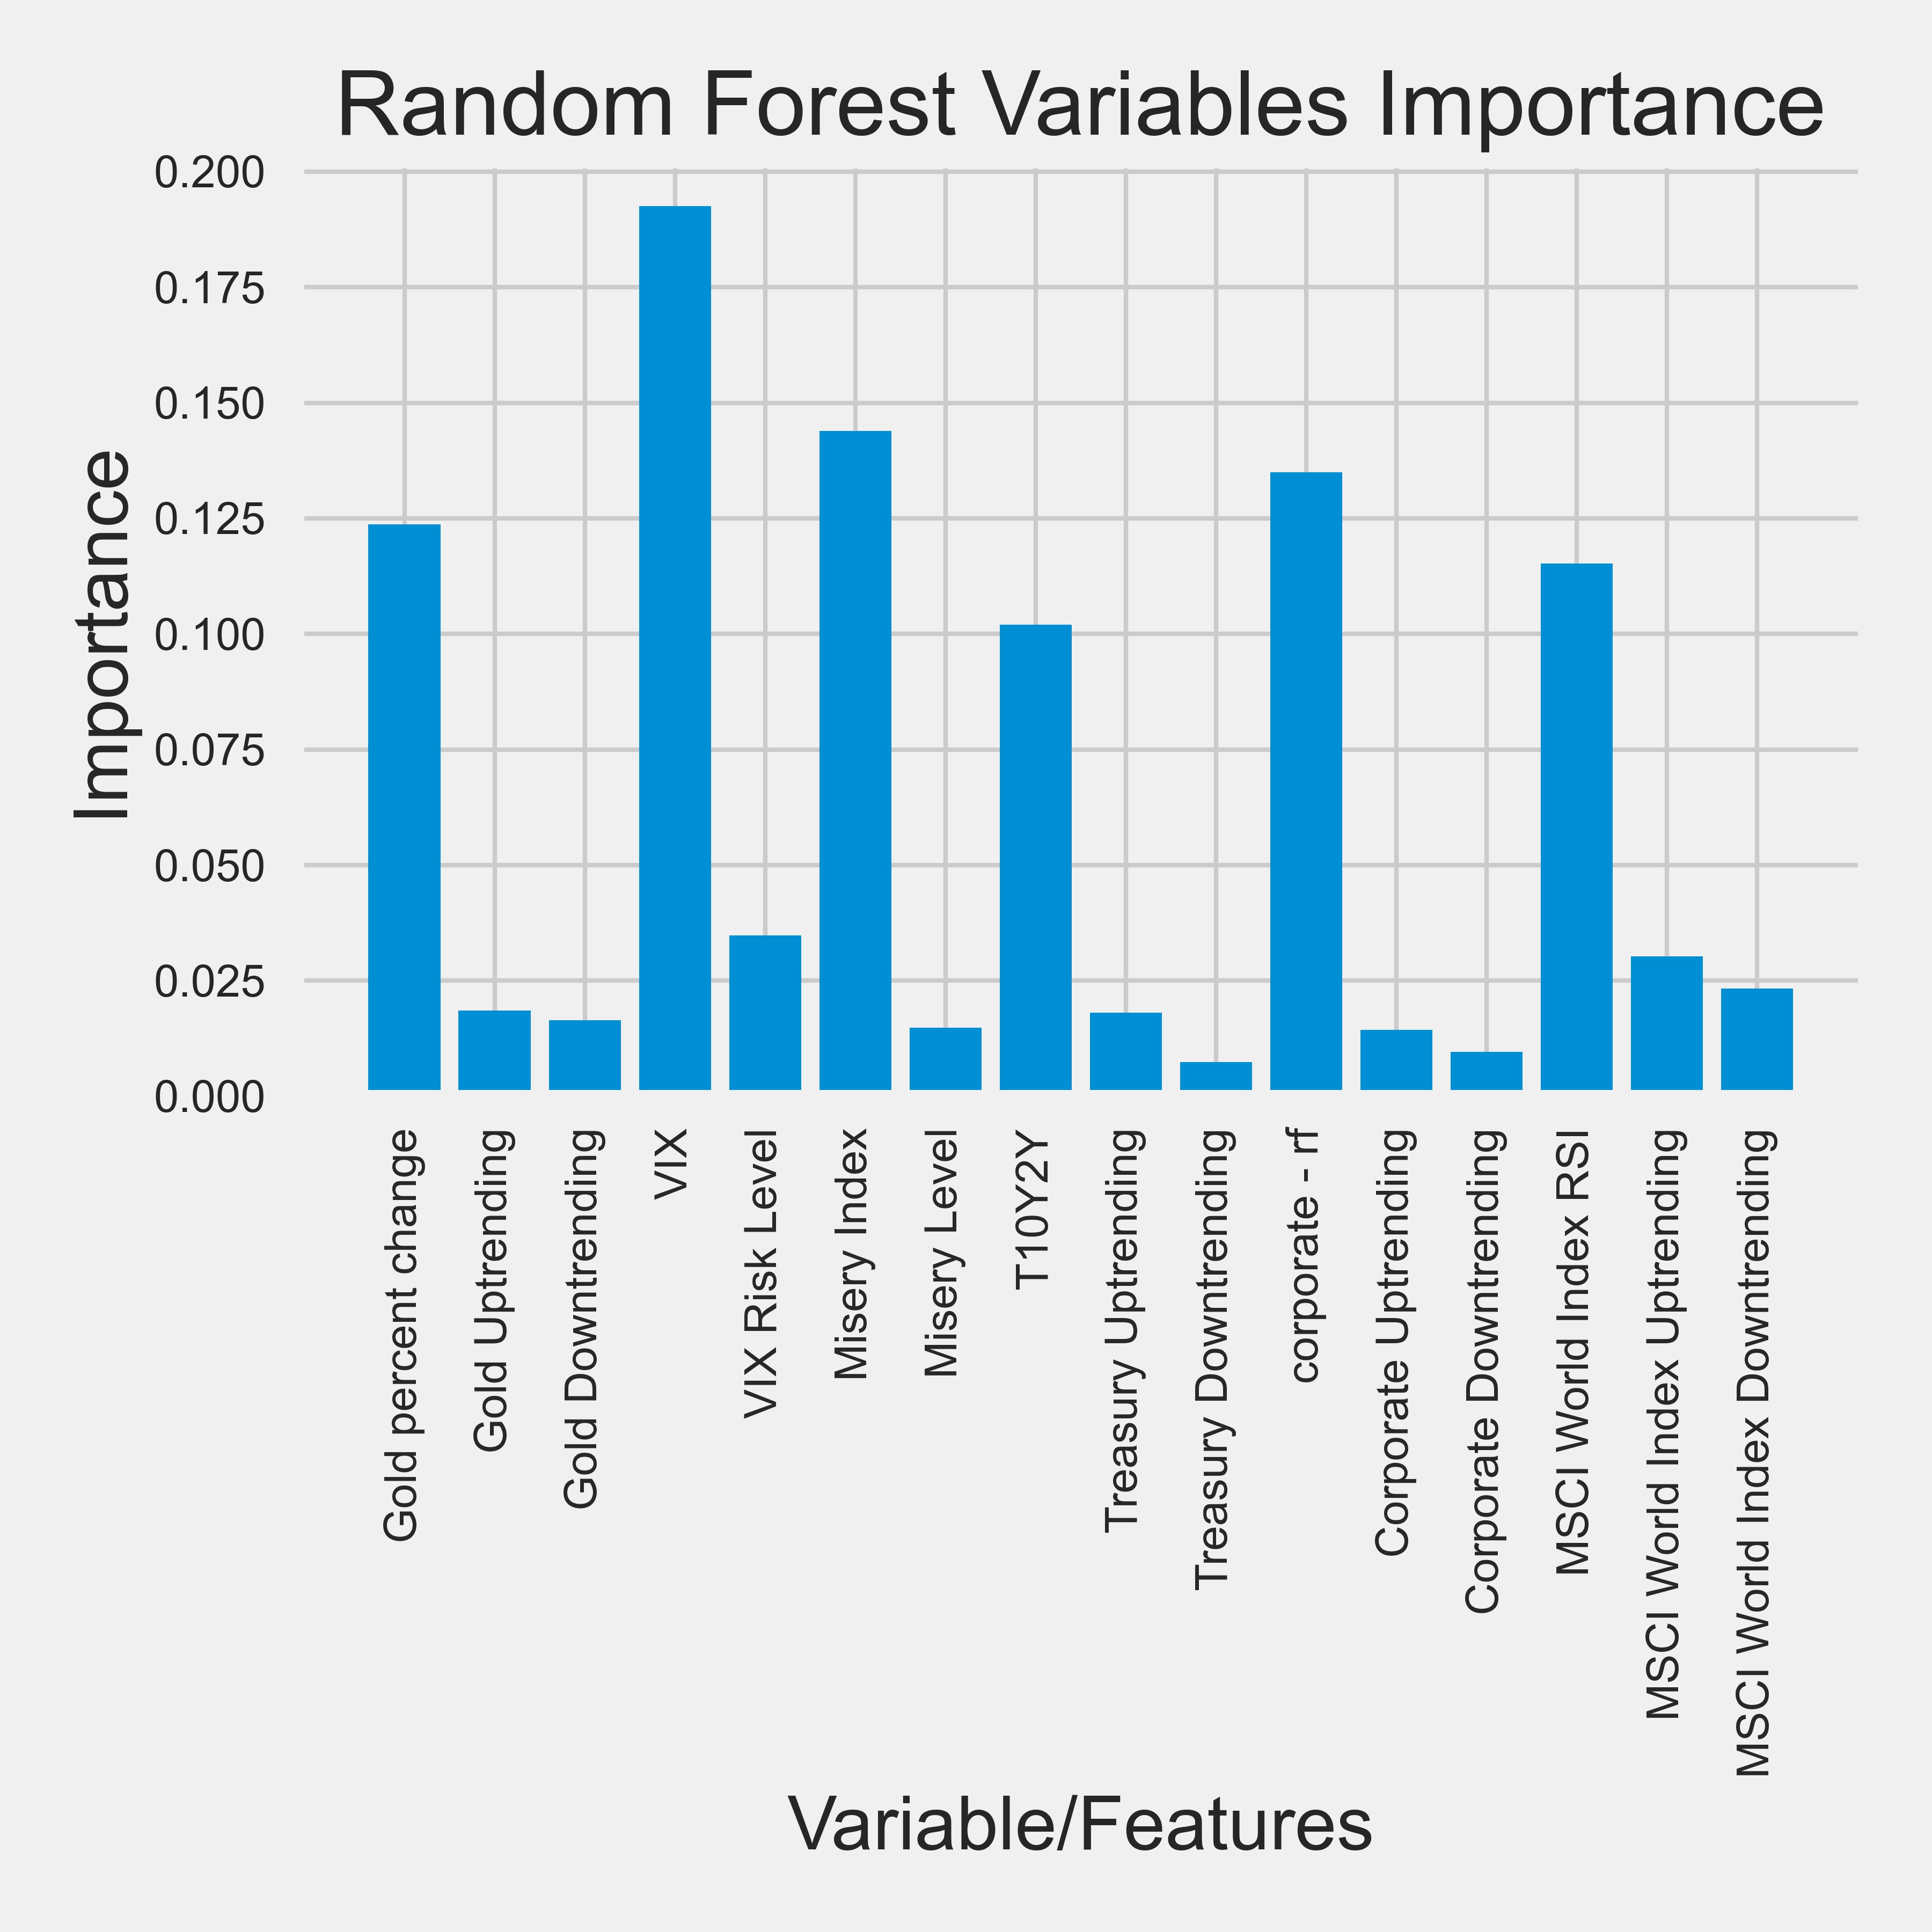 Random Forest Variables Importance
Importance
0.200
0.175
0.150
0.125
0.100
0.075
0.050
0.025
0.000
Gold percent change
Gold Uptrending
Gold Downtrending
VIX
VIX Risk Level
Misery Index
Misery Level
T10Y2Y
Treasury Uptrending
Treasury Downtrending
corporate - rf
Corporate Uptrending
Corporate Downtrending
MSCI World Index RSI
MSCI World Index Uptrending
MSCI World Index Downtrending
Variable/Features